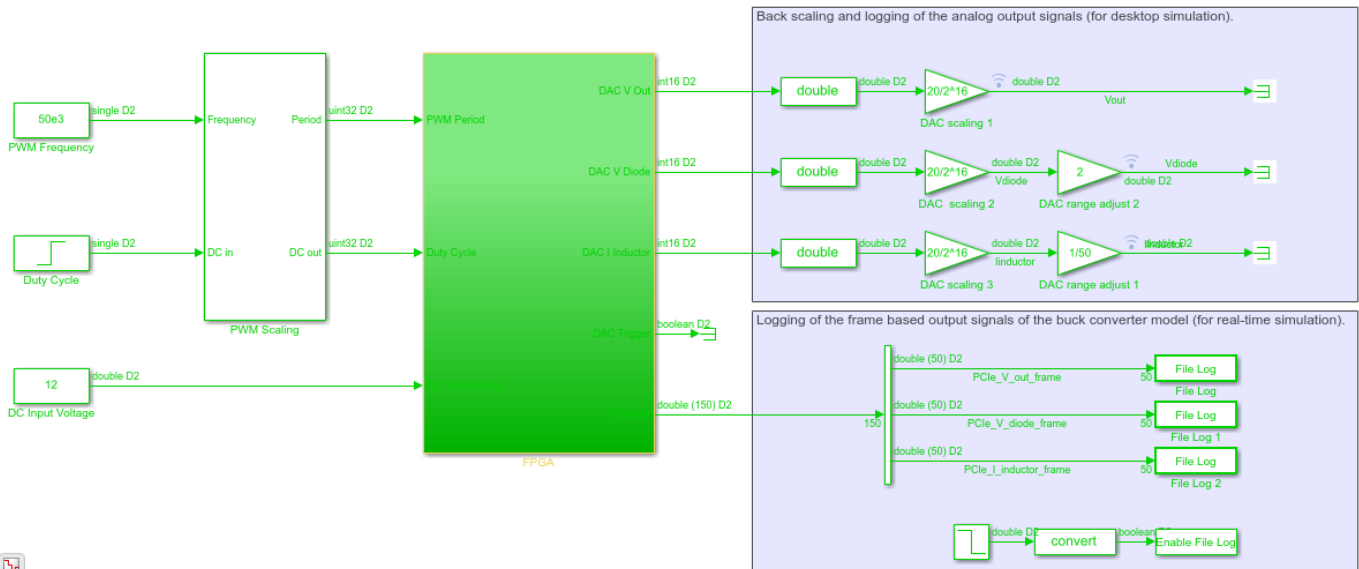 Back scaling and logging of the analog output signals (for desktop simulation).
50e3
PWM Frequency
single D2
Frequency
Period
uint32 D2
PWM Period
Duty Cycle
single D2
DC in
DC out
uint32 D2
Duty Cycle
PWM Scaling
12
DC Input Voltage
double D2
FPGA
DAC V Out
int16 D2
double
double D2
20/2^16
DAC scaling 1
double D2
Vout
DAC V Diode
int16 D2
double
double D2
20/2^16
DAC scaling 2
double D2
Vdiode
2
DAC range adjust 2
Vdiode
double D2
DAC I Inductor
int16 D2
double
double D2
20/2^16
DAC scaling 3
double D2
Iinductor
1/50
DAC range adjust 1
DAC Trigger
boolean D2
double (150) D2
Logging of the frame based output signals of the buck converter model (for real-time simulation).
150
double (50) D2
PCIe_V_out_frame
50
File Log
File Log
double (50) D2
PCIe_V_diode_frame
50
File Log
File Log 1
double (50) D2
PCIe_I_inductor_frame
50
File Log
File Log 2
double D2
convert
boolean
Enable File Log